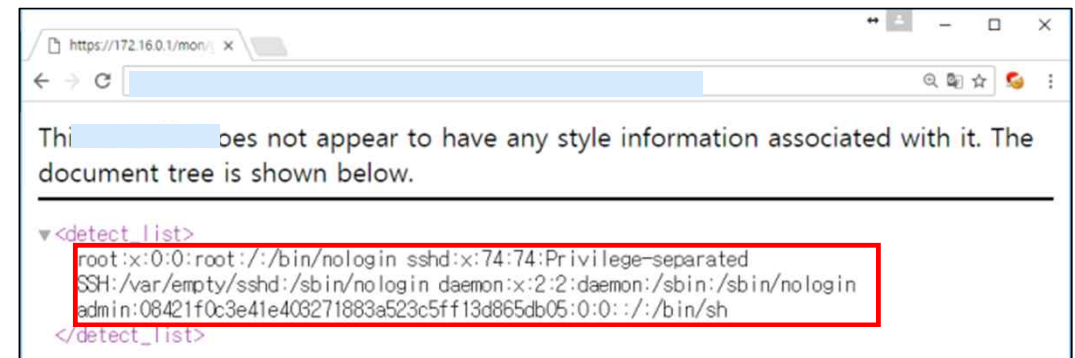 https://172.16.0.1/mon/
Thi oes not appear to have any style information associated with it. The
document tree is shown below.
▼<detect_list>
root:x:0:0:root:/:/bin/nologin sshd:x:74:74:Privilege-separated
SSH:/var/empty/sshd:/sbin/nologin daemon:x:2:2:daemon:/sbin:/sbin/nologin
admin:08421f0c3e41e403271883a523c5ff13d865db05:0:0::/:/bin/sh
</detect_list>